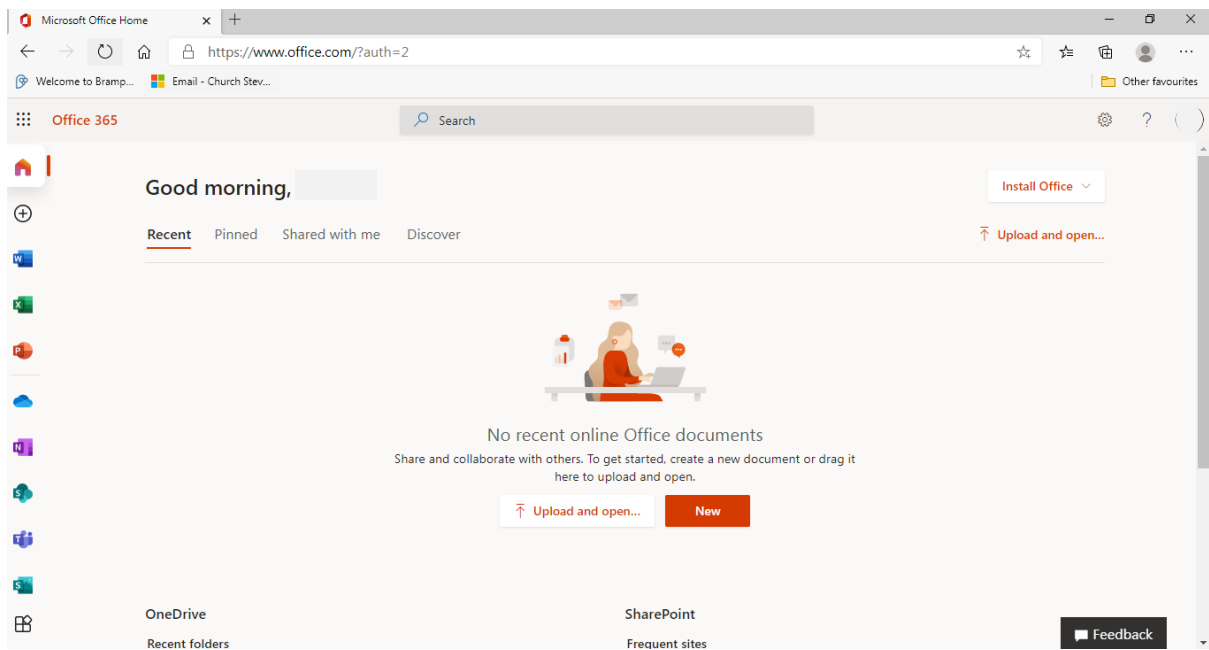 Microsoft Office Home
https://www.office.com/?auth=2
Welcome to Bramp... Email - Church Stev... Other favourites
Office 365 Search ?
Good morning, Install Office
Recent Pinned Shared with me Discover Upload and open...
No recent online Office documents
Share and collaborate with others. To get started, create a new document or drag it
here to upload and open.
Upload and open... New
OneDrive SharePoint
Feedback
Recent folders Frequent sites